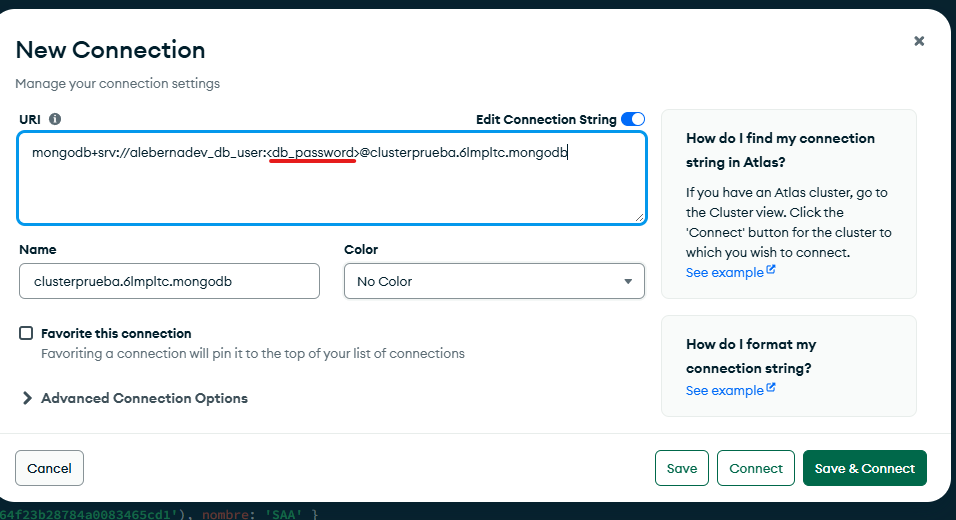 New Connection
Manage your connection settings
URI
Edit Connection String
mongodb+srv://alebernadev_db_user:<db_password>@clusterprueba.6lmpltc.mongodb
Name
Color
clusterprueba.6lmpltc.mongodb
No Color
Favorite this connection
Favoriting a connection will pin it to the top of your list of connections
Advanced Connection Options
How do I find my connection
string in Atlas?
If you have an Atlas cluster, go to
the Cluster view. Click the
'Connect' button for the cluster to
which you wish to connect.
See example
How do I format my
connection string?
See example
Cancel
Save
Connect
Save & Connect
64f23b28784a0083465cd1'), nombre: 'SAA' }